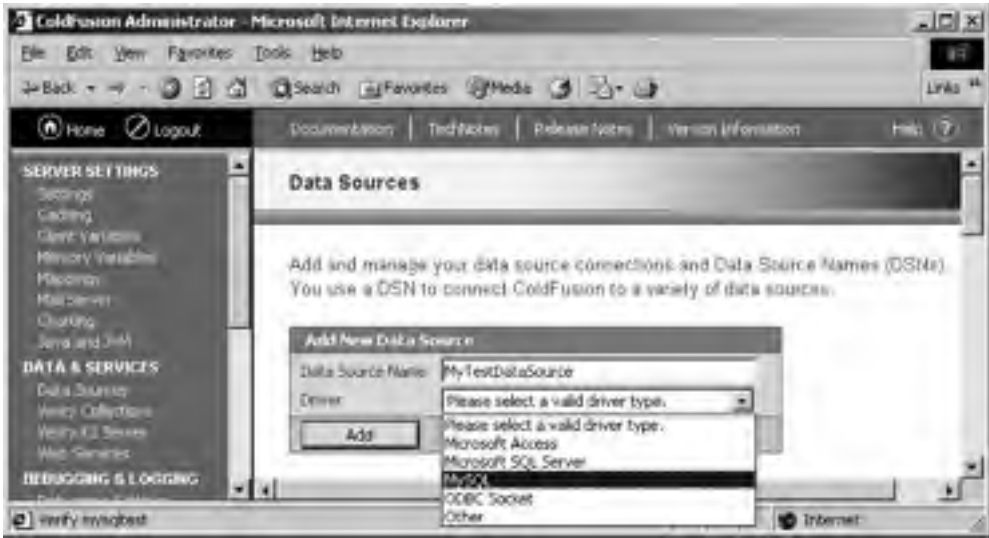 ColdFusion Administrator - Microsoft Internet Explorer
File Edit View Favorites Tools Help
Back Search Favorites Media Links
Home Logout Documentation TechNotes Release Notes Version Information Help
SERVER SETTINGS
Settings
Caching
Client Variables
Memory Variables
Mappings
Mail Server
Charting
Java and JVM
DATA & SERVICES
Data Sources
Verity Collections
Verity K2 Server
Web Services
DEBUGGING & LOGGING
Data Sources
Add and manage your data source connections and Data Source Names (DSNs).
You use a DSN to connect ColdFusion to a variety of data sources.
Add New Data Source
Data Source Name MyTestDataSource
Driver Please select a valid driver type.
Add
Please select a valid driver type.
Microsoft Access
Microsoft SQL Server
MySQL
ODBC Socket
Other
Verify mysqltest
Internet